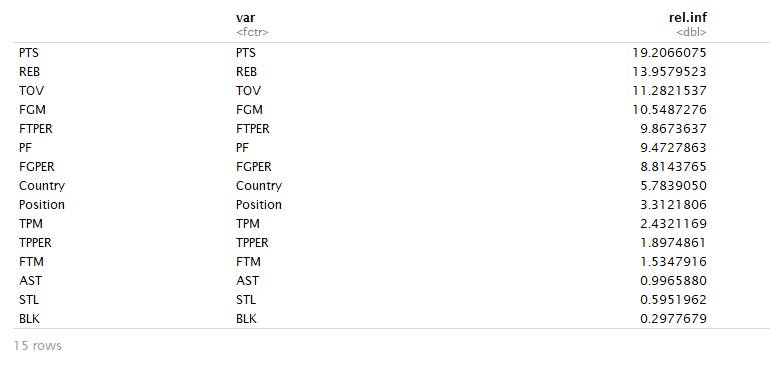 var rel.inf
<fctr> <dbl>
PTS PTS 19.2066075
REB REB 13.9579523
TOV TOV 11.2821537
FGM FGM 10.5487276
FTPER FTPER 9.8673637
PF PF 9.4727863
FGPER FGPER 8.8143765
Country Country 5.7839050
Position Position 3.3121806
TPM TPM 2.4321169
TPPER TPPER 1.8974861
FTM FTM 1.5347916
AST AST 0.9965880
STL STL 0.5951962
BLK BLK 0.2977679
15 rows